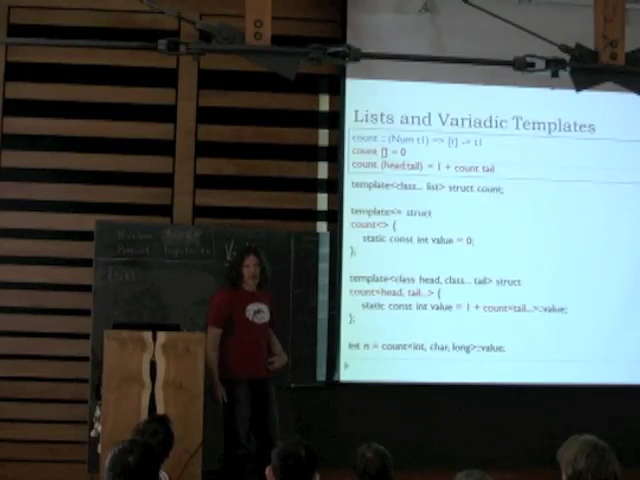 Lists and Variadic Templates
count :: (Num t1) => [t] -> t1
count [] = 0
count (head:tail) = 1 + count tail
template<class... list> struct count;
template<> struct
count<> {
static const int value = 0;
};
template<class head, class... tail> struct
count<head, tail...> {
static const int value = 1 + count<tail...>::value;
};
int n = count<int, char, long>::value;